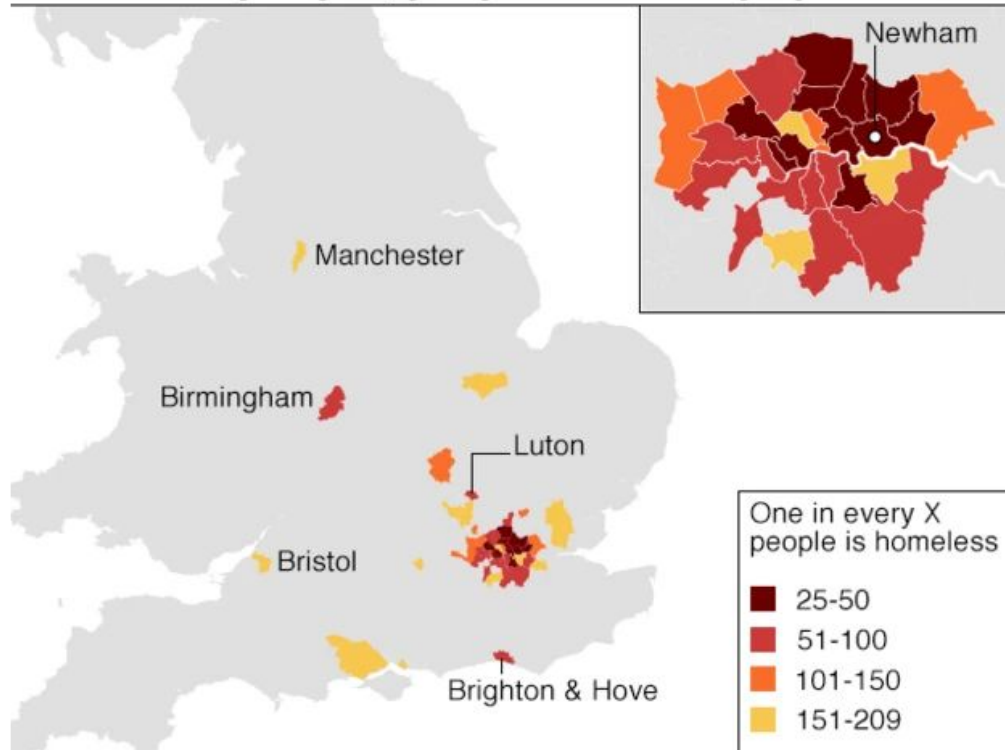 Newham
Manchester
Birmingham
Luton
Bristol
Brighton & Hove
One in every X
people is homeless
25-50
51-100
101-150
151-209